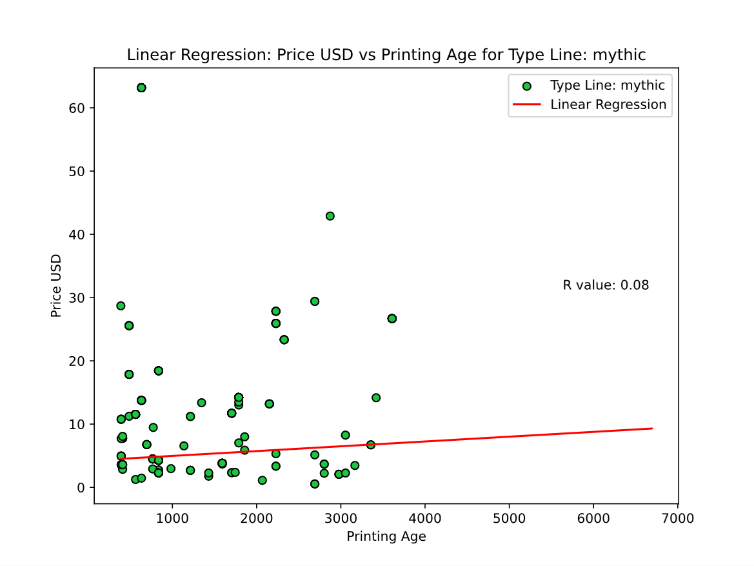 Linear Regression: Price USD vs Printing Age for Type Line: mythic
Type Line: mythic
Linear Regression
60
50
40
30
20
10
0
Price USD
R value: 0.08
1000 2000 3000 4000 5000 6000 7000
Printing Age